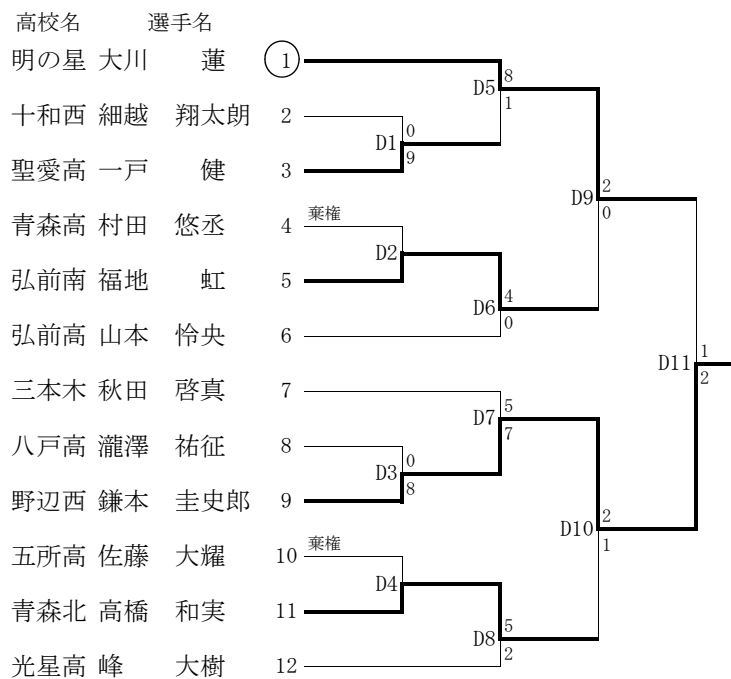 高校名 選手名
明の星 大川 蓮 1
十和西 細越 翔太朗 2
聖愛高 一戸 健 3
青森高 村田 悠丞 4 棄権
弘前南 福地 虹 5
弘前高 山本 怜央 6
三本木 秋田 啓真 7
八戸高 瀧澤 祐征 8
野辺西 鎌本 圭史郎 9
五所高 佐藤 大耀 10 棄権
青森北 高橋 和実 11
光星高 峰 大樹 12
D1 0 9
D2
D3 0 8
D4
D5 8 1
D6 4 0
D7 5 7
D8 5 2
D9 2 0
D10 2 1
D11 1 2